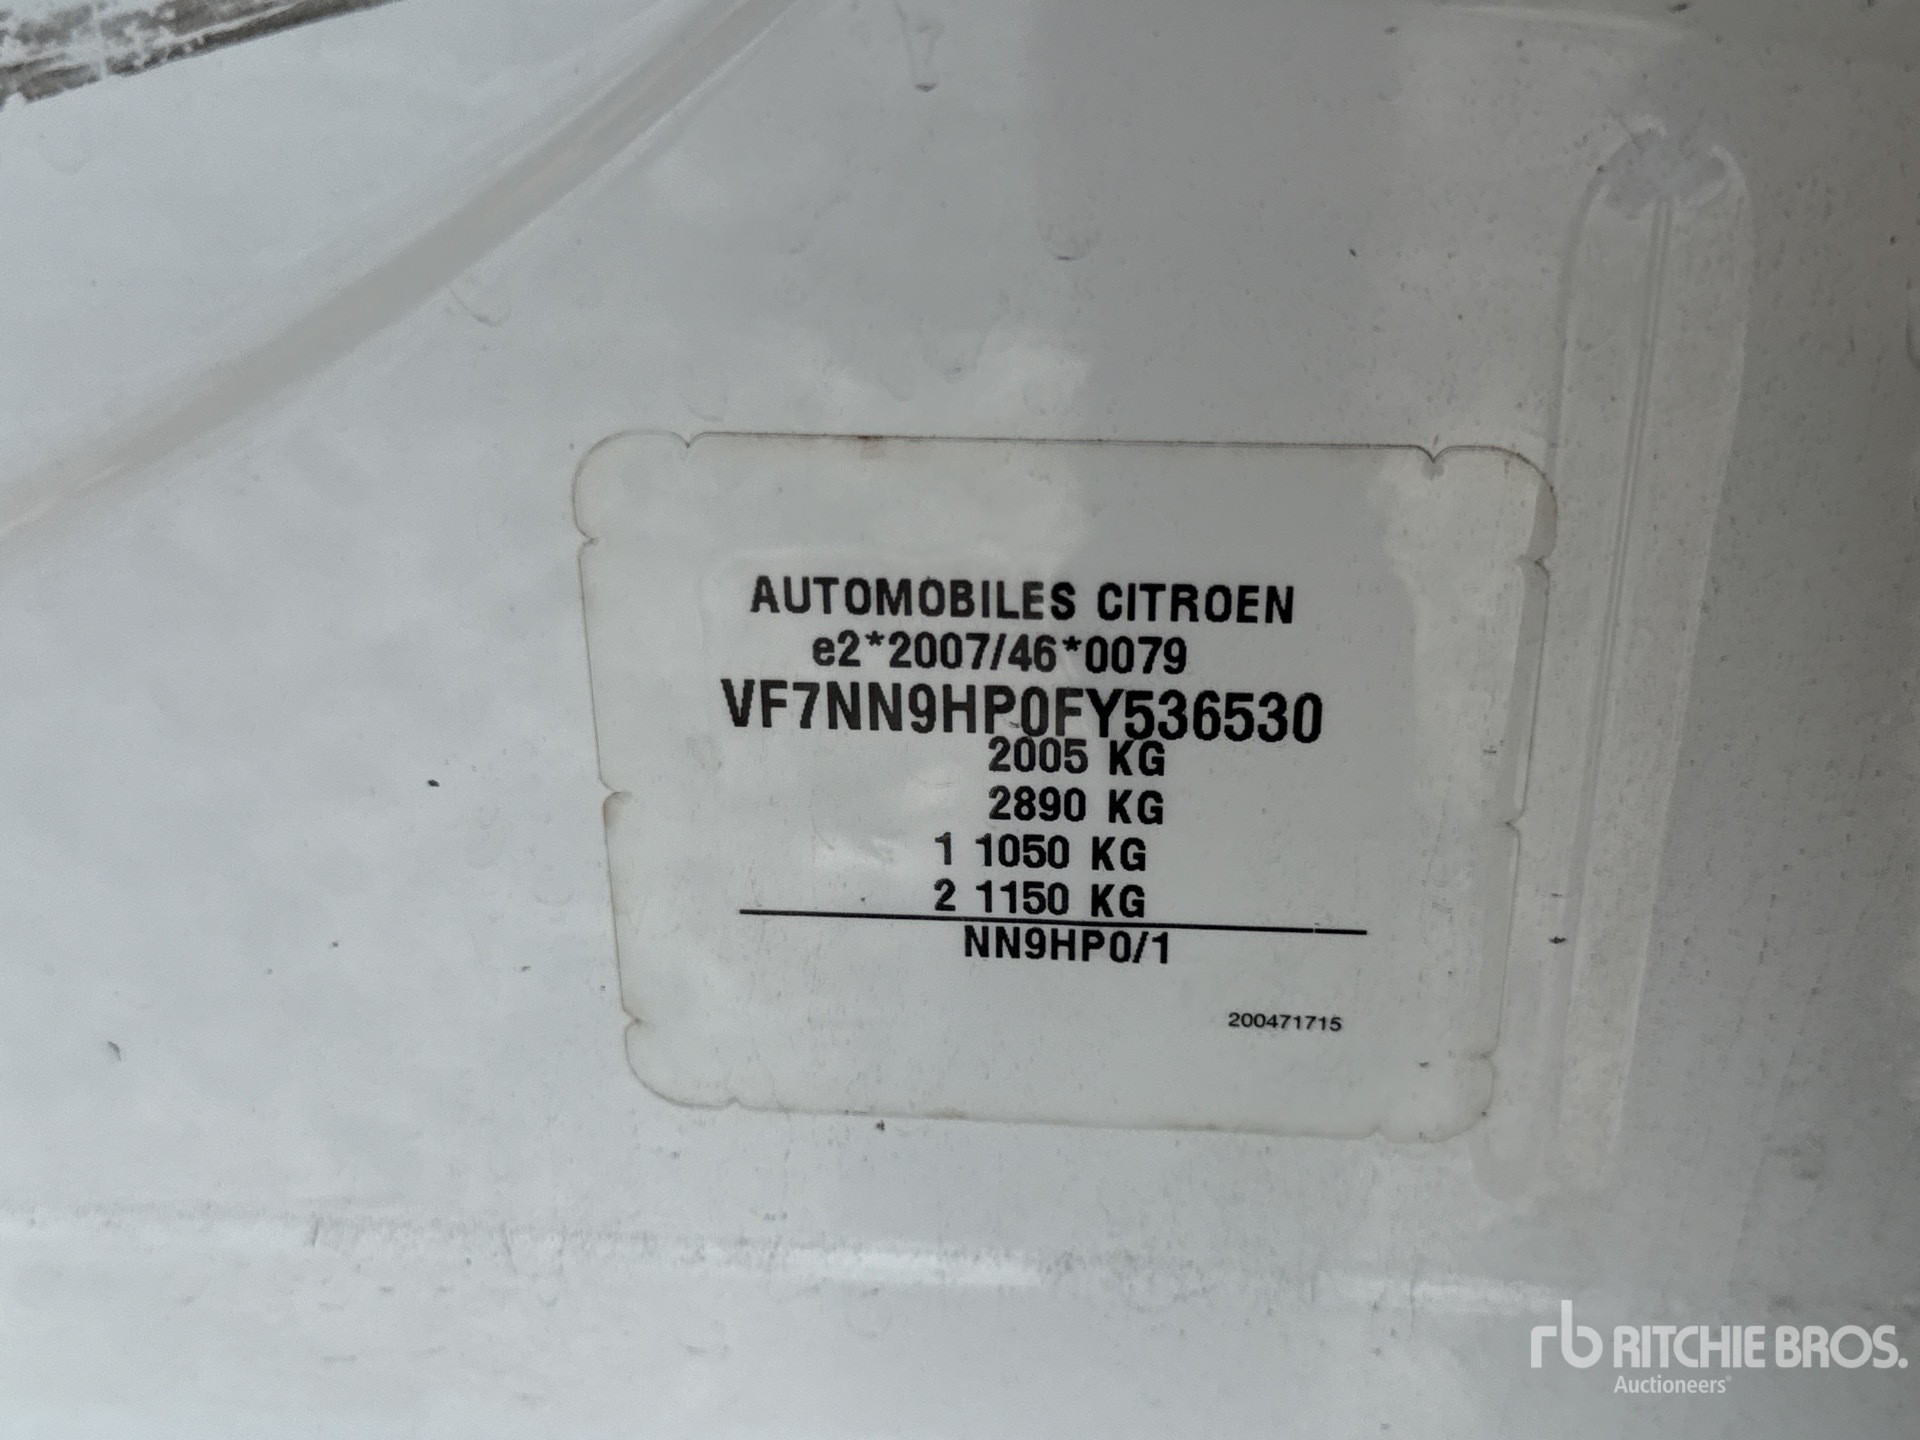 AUTOMOBILES CITROEN
e2*2007/46*0079
VF7NN9HP0FY536530
2005 KG
2890 KG
1 1050 KG
2 1150 KG
NN9HP0/1
200471715
rb RITCHIE BROS.
Auctioneers